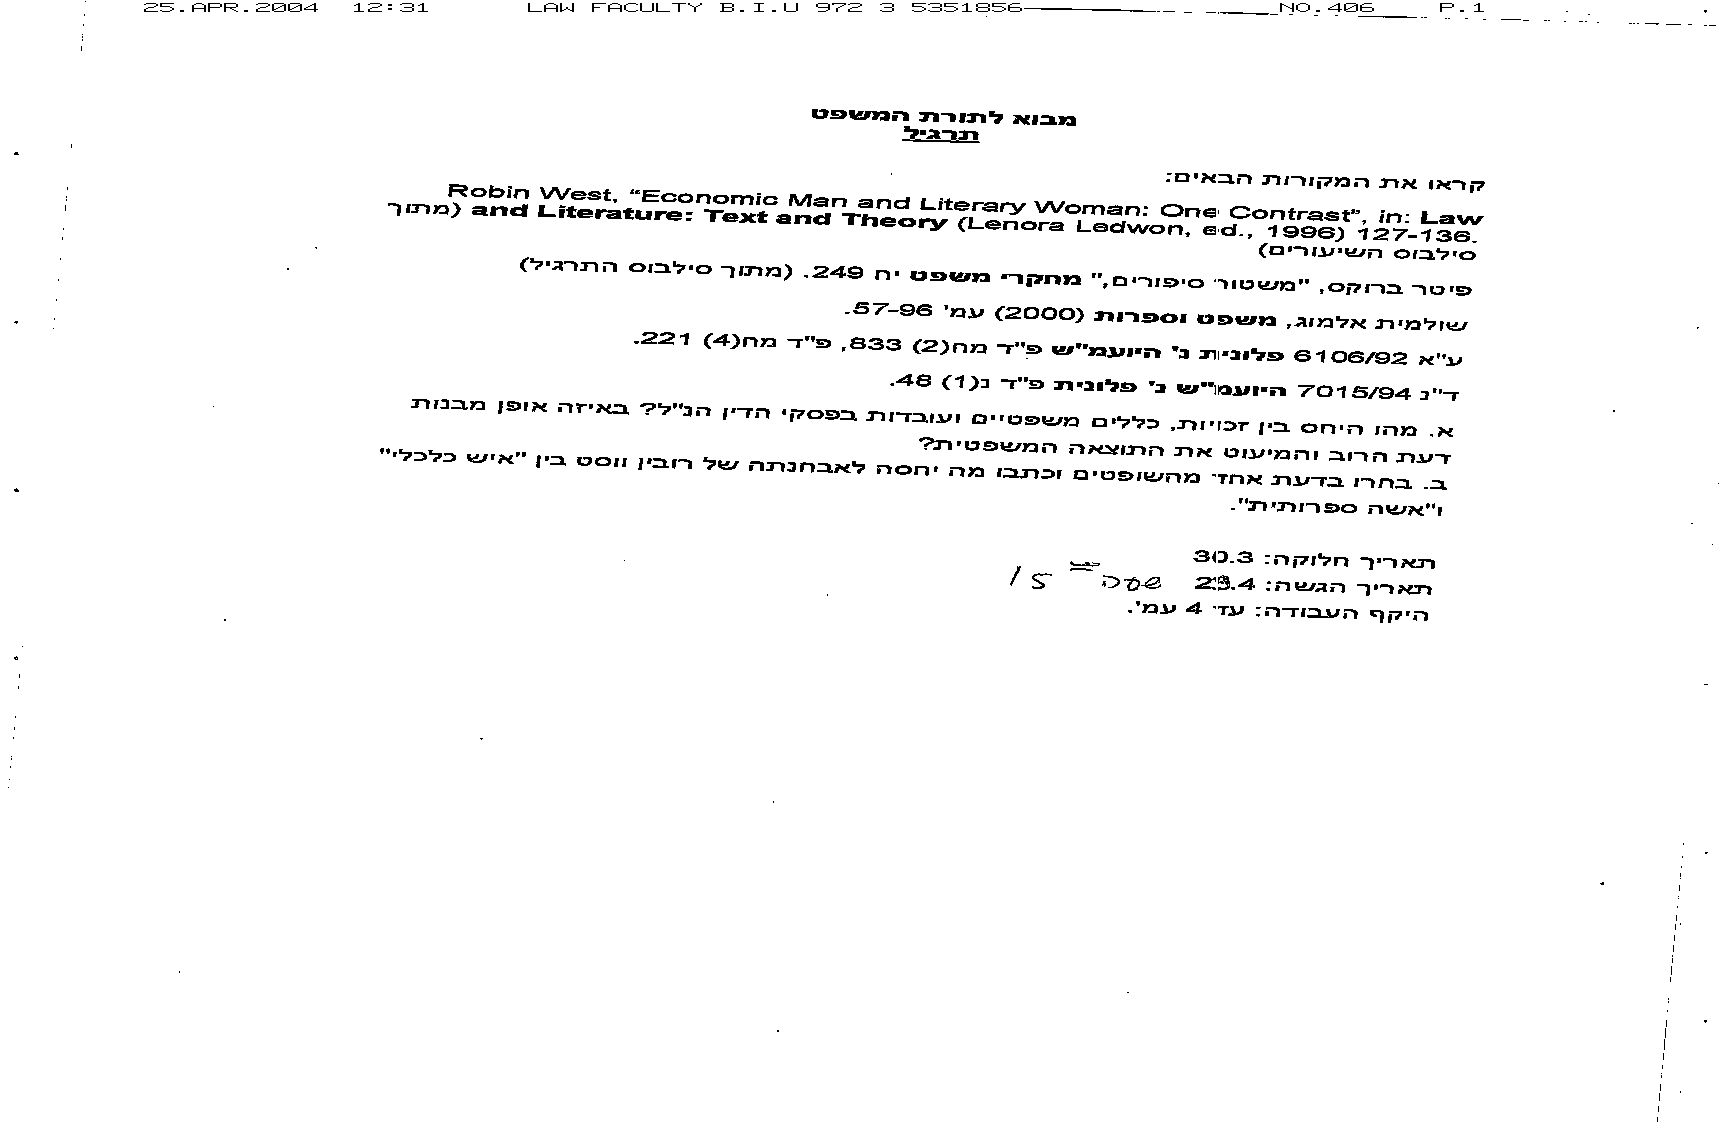 25.APR.2004 12:31 LAW FACULTY B.I.U 972 3 5351856 NO.406 P.1
מבוא לתורת המשפט
תרגיל
קראו את המקורות הבאים:
Robin West, "Economic Man and Literary Woman: One Contrast", in: Law
and Literature: Text and Theory (Lenora Ledwon, ed., 1996) 127-136. (מתוך
סילבוס השיעורים)
פיטר ברוקס, "משטור סיפורים," מחקרי משפט יח 249. (מתוך סילבוס התרגיל)
שולמית אלמוג, משפט וספרות (2000) עמ' 57-96.
ע"א 6106/92 פלונית נ' היועמ"ש פ"ד מח(2) 833, פ"ד מח(4) 221.
ד"נ 7015/94 היועמ"ש נ' פלונית פ"ד נ(1) 48.
א. מהו היחס בין זכויות, כללים משפטיים ועובדות בפסקי הדין הנ"ל? באיזה אופן מבנות
דעת הרוב והמיעוט את התוצאה המשפטית?
ב. בחרו בדעת אחד מהשופטים וכתבו מה יחסה לאבחנתה של רובין ווסט בין "איש כלכלי"
ו"אשה ספרותית".
תאריך חלוקה: 30.3
תאריך הגשה:
היקף העבודה: עד 4 עמ'.